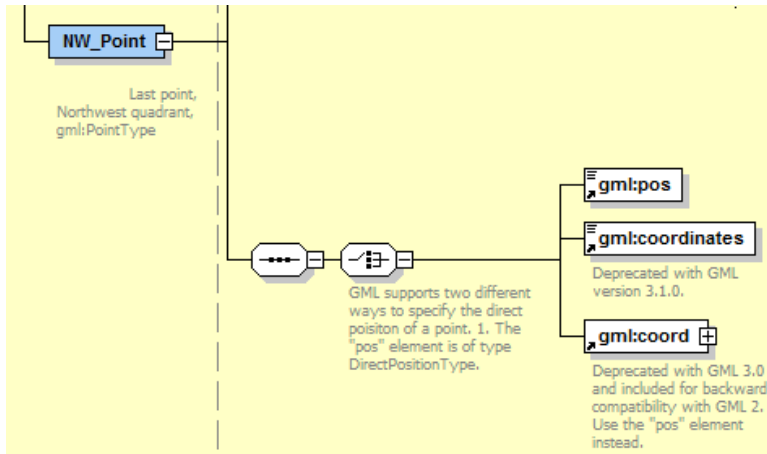 NW_Point
Last point,
Northwest quadrant,
gml:PointType
gml:pos
gml:coordinates
Deprecated with GML
version 3.1.0.
GML supports two different
ways to specify the direct
poisiton of a point. 1. The
"pos" element is of type
DirectPositionType.
gml:coord
Deprecated with GML 3.0
and included for backward
compatibility with GML 2.
Use the "pos" element
instead.